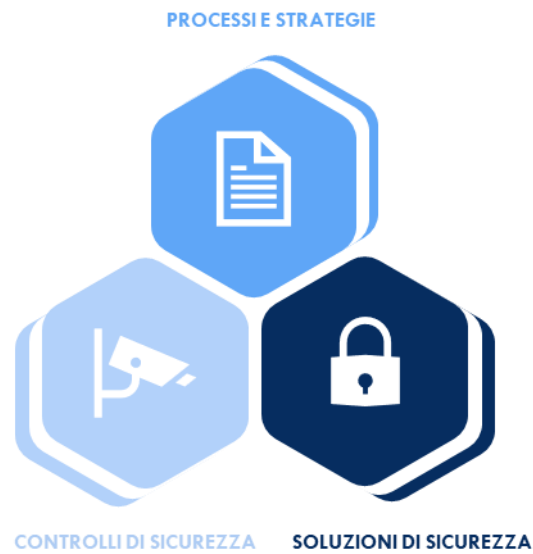 PROCESSI E STRATEGIE
CONTROLLI DI SICUREZZA
SOLUZIONI DI SICUREZZA